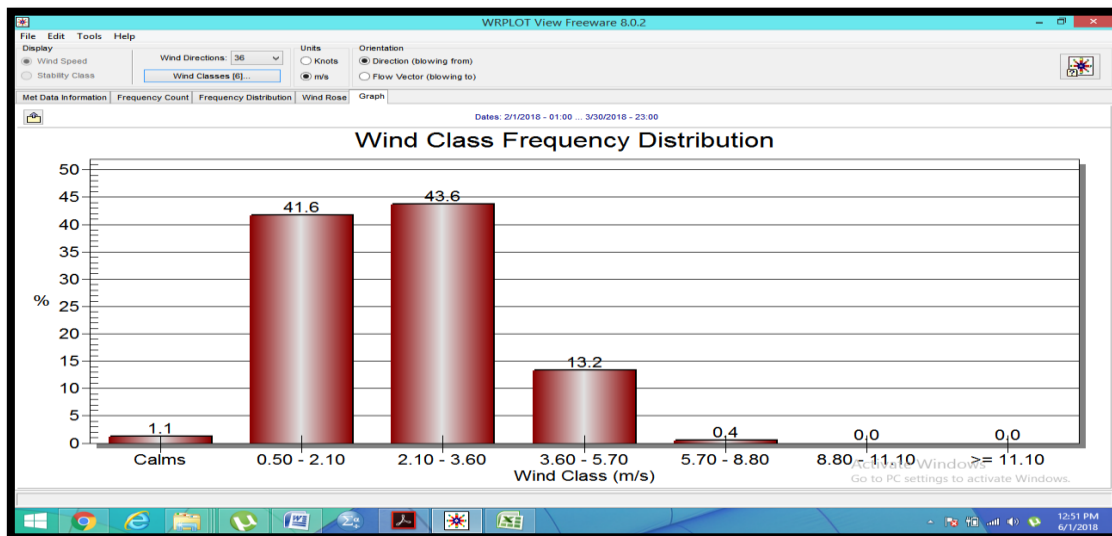 WRPLOT View Freeware 8.0.2
File Edit Tools Help
Display
Wind Speed
Stability Class
Wind Directions: 36
Wind Classes [6]...
Units
Knots
m/s
Orientation
Direction (blowing from)
Flow Vector (blowing to)
Met Data Information Frequency Count Frequency Distribution Wind Rose Graph
Dates: 2/1/2018 - 01:00 ... 3/30/2018 - 23:00
Wind Class Frequency Distribution
%
50
45
40
35
30
25
20
15
10
5
0
1.1
41.6
43.6
13.2
0.4
0.0
0.0
Calms 0.50 - 2.10 2.10 - 3.60 3.60 - 5.70 5.70 - 8.80 8.80 - 11.10 >= 11.10
Wind Class (m/s)
Activate Windows
Go to PC settings to activate Windows.
12:51 PM
6/1/2018